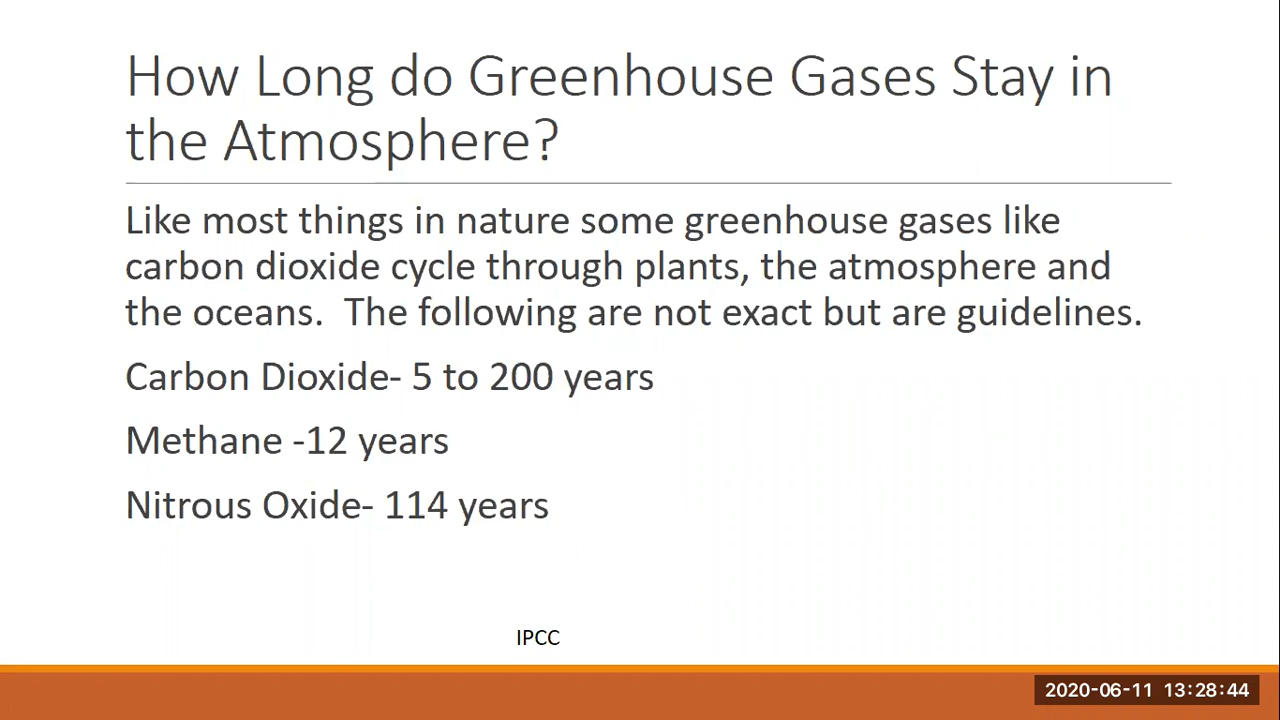 How Long do Greenhouse Gases Stay in
the Atmosphere?
Like most things in nature some greenhouse gases like
carbon dioxide cycle through plants, the atmosphere and
the oceans.  The following are not exact but are guidelines.
Carbon Dioxide- 5 to 200 years
Methane -12 years
Nitrous Oxide- 114 years
IPCC
2020-06-11 13:28:44